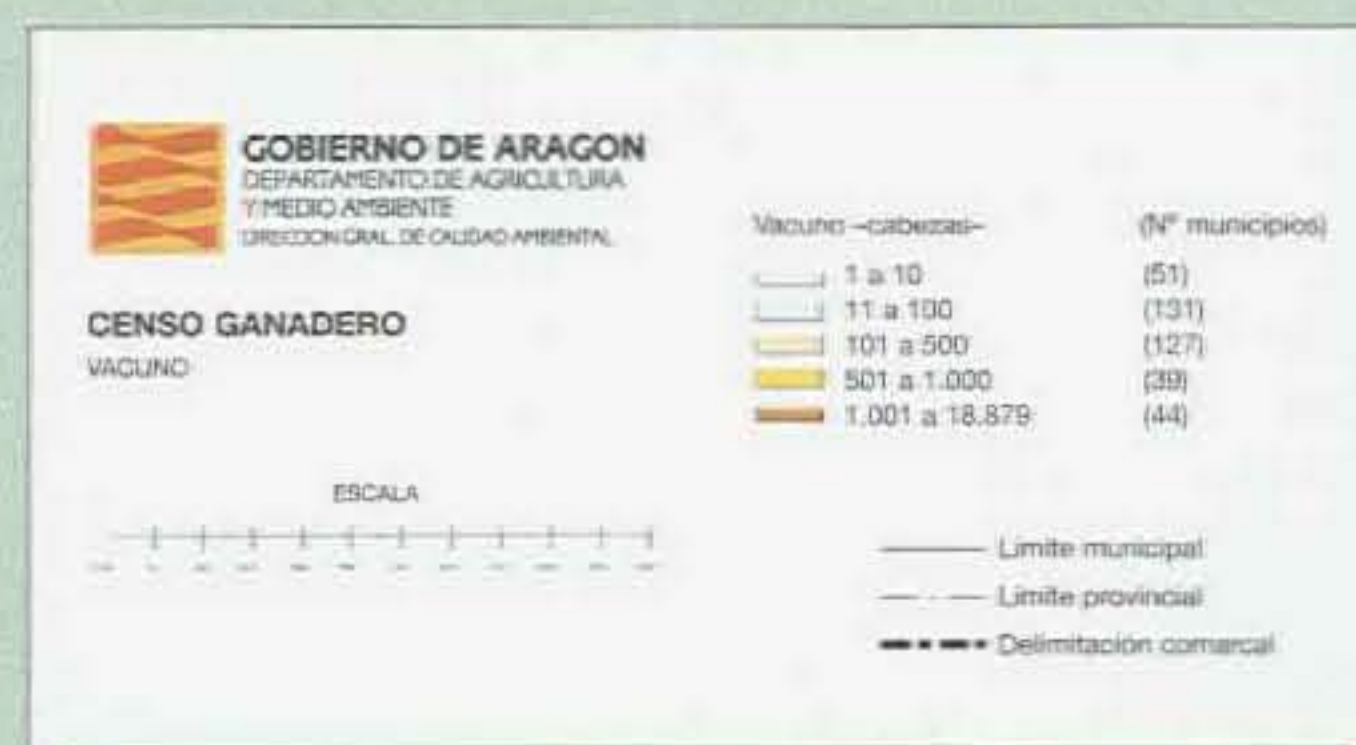 GOBIERNO DE ARAGON
DEPARTAMENTO DE AGRICULTURA
Y MEDIO AMBIENTE
DIRECCION GRAL. DE CALIDAD AMBIENTAL
CENSO GANADERO
VACUNO
ESCALA
Vacuno –cabezas– (Nº municipios)
1 a 10 (51)
11 a 100 (131)
101 a 500 (127)
501 a 1.000 (39)
1.001 a 18.879 (44)
Limite municipal
Limite provincial
Delimitación comarcal